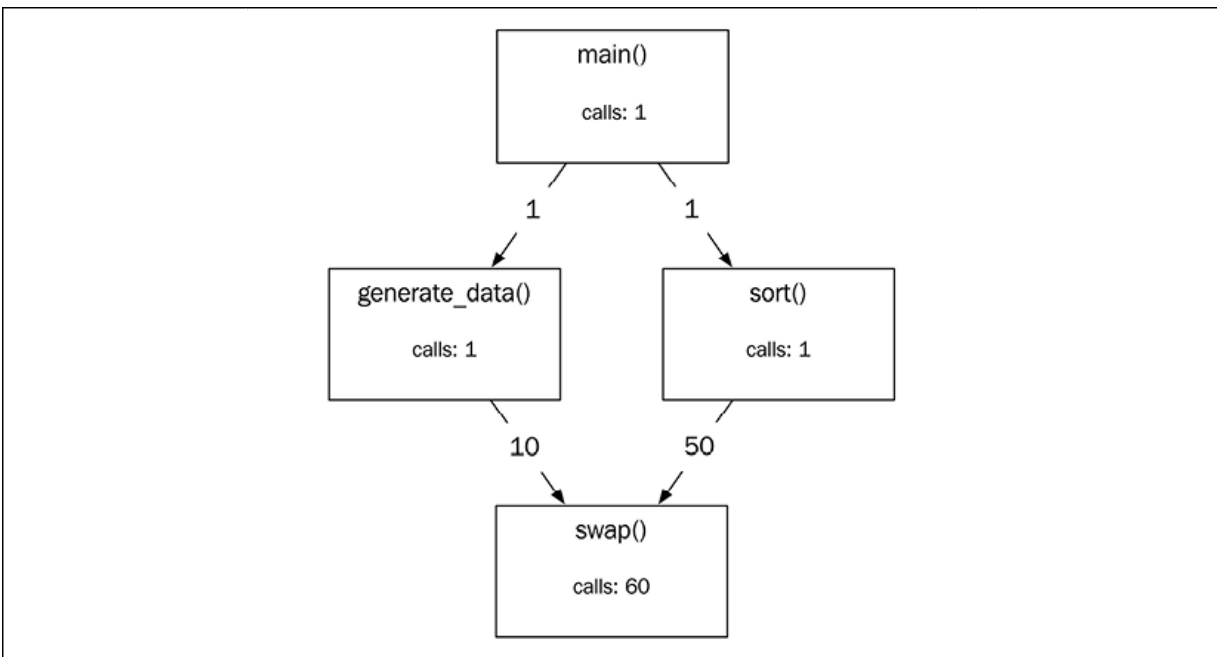 main()
calls: 1
1
1
generate_data()
calls: 1
sort()
calls: 1
10
50
swap()
calls: 60